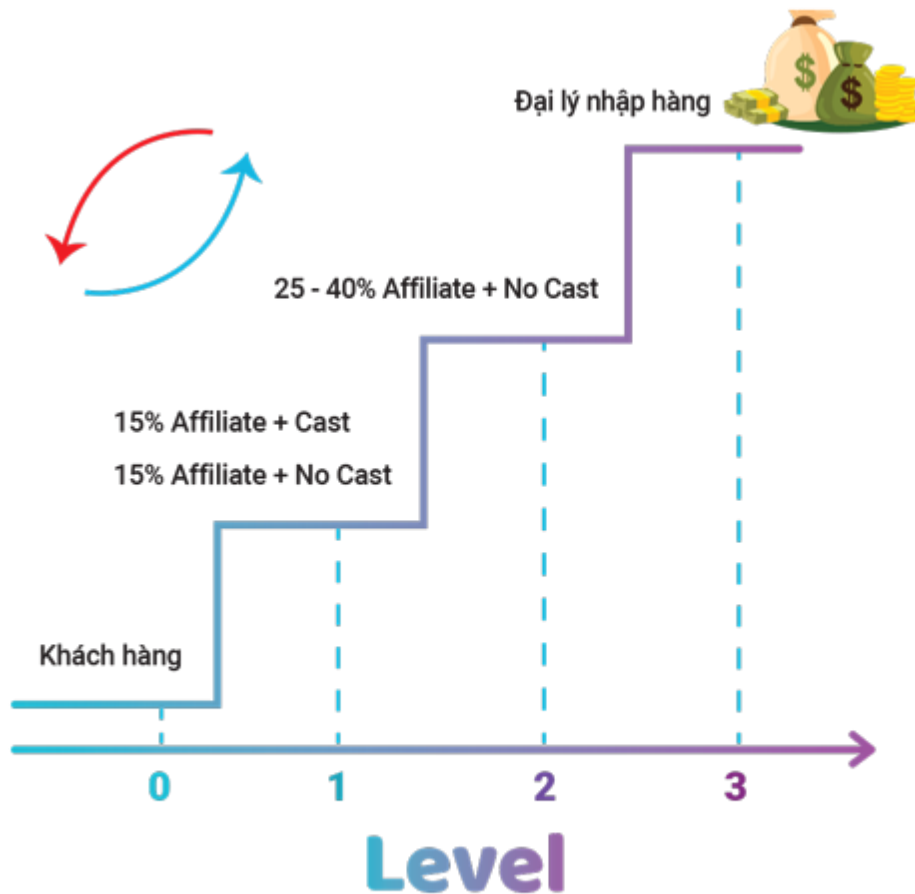 Đại lý nhập hàng
$
$
25 - 40% Affiliate + No Cast
15% Affiliate + Cast
15% Affiliate + No Cast
Khách hàng
0 1 2 3
Level